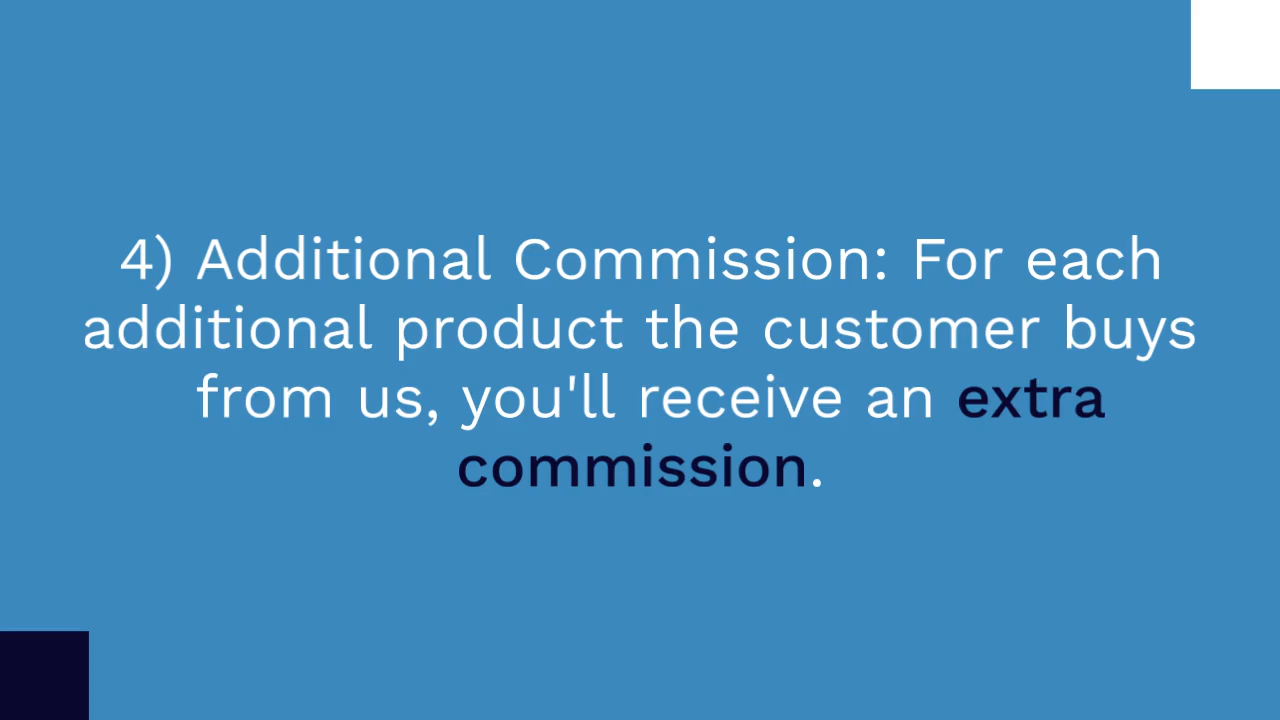 4) Additional Commission: For each
additional product the customer buys
from us, you'll receive an extra
commission.